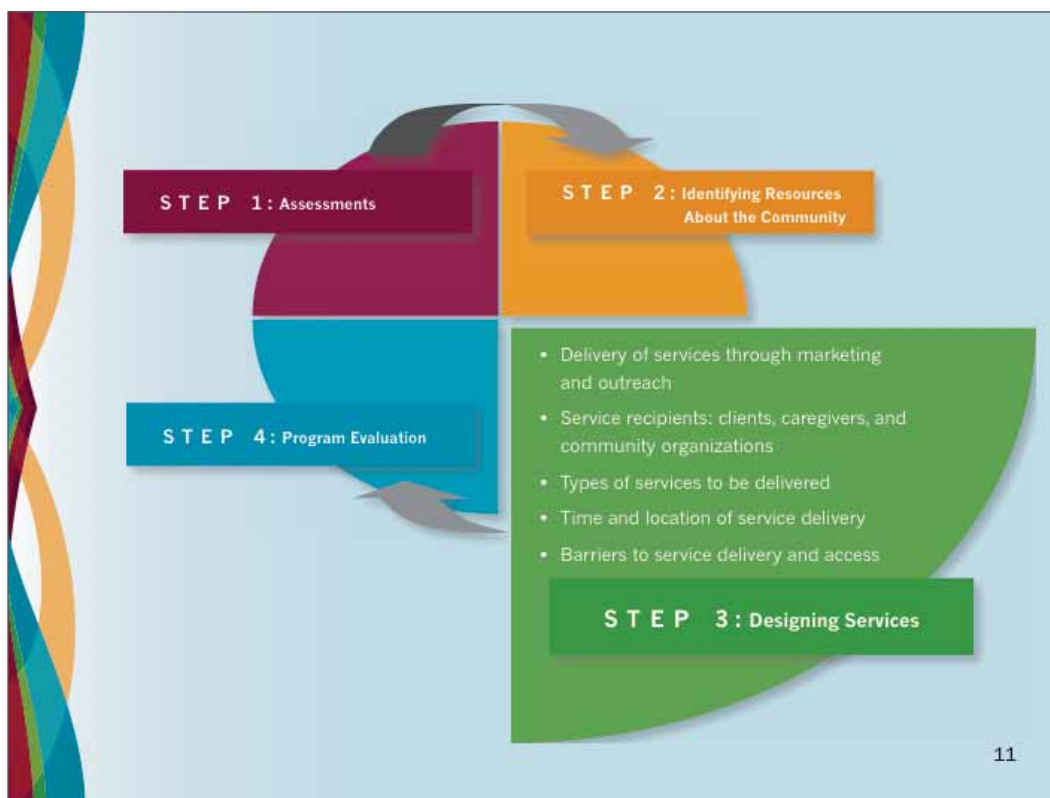 STEP 1: Assessments
STEP 2: Identifying Resources
About the Community
• Delivery of services through marketing
and outreach
• Service recipients: clients, caregivers, and
community organizations
• Types of services to be delivered
• Time and location of service delivery
• Barriers to service delivery and access
STEP 3: Designing Services
STEP 4: Program Evaluation
11